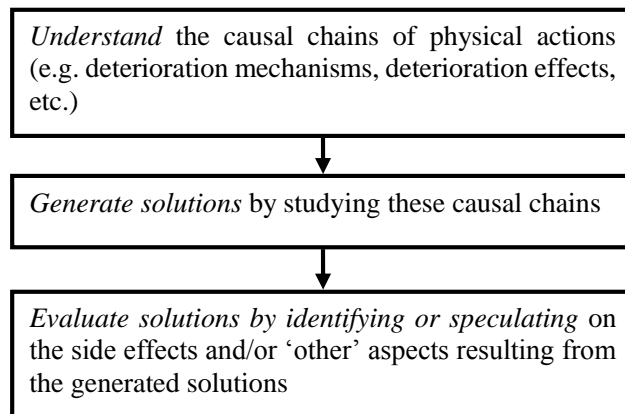 Understand the causal chains of physical actions
(e.g. deterioration mechanisms, deterioration effects,
etc.)
Generate solutions by studying these causal chains
Evaluate solutions by identifying or speculating on
the side effects and/or ‘other’ aspects resulting from
the generated solutions